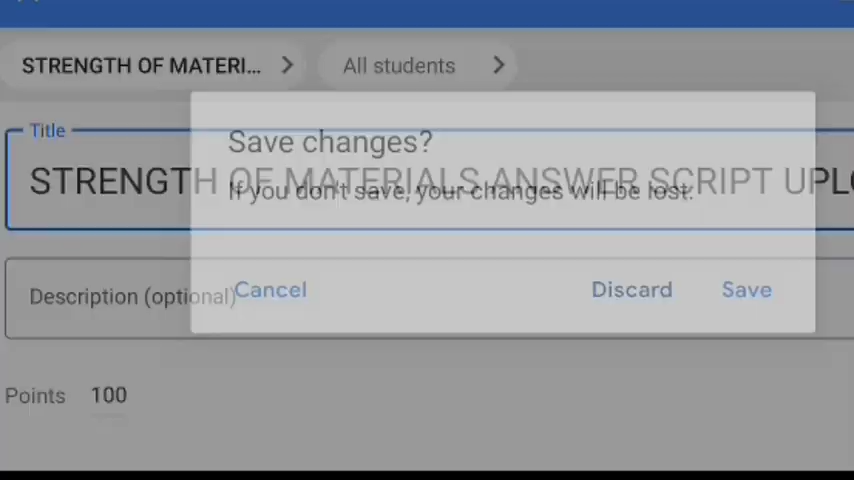 STRENGTH OF MATERI...
All students
Title
STRENGTH OF MATERIALS ANSWER SCRIPT UPLO
Save changes?
If you don't save, your changes will be lost.
Description (optional)
Cancel
Discard
Save
Points 100